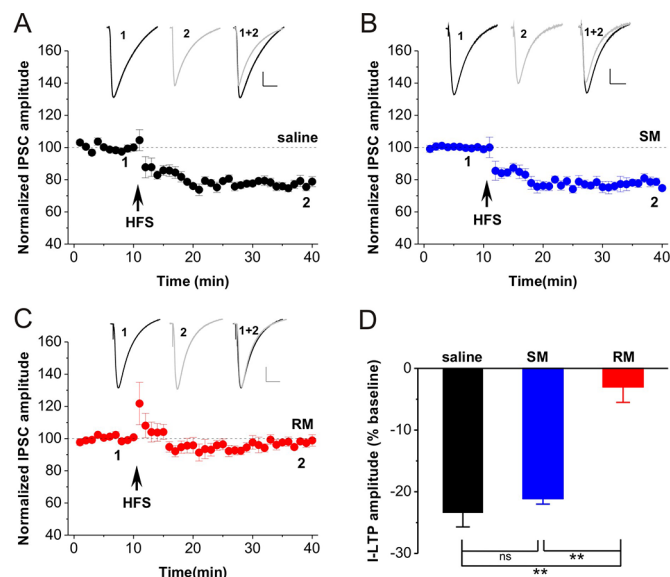 A
1 2 1+2
Normalized IPSC amplitude
160
140
120
100
80
60
40
saline
1
2
HFS
0 10 20 30 40
Time (min)
B
1 2 1+2
Normalized IPSC amplitude
160
140
120
100
80
60
40
SM
1
2
HFS
0 10 20 30 40
Time(min)
C
1 2 1+2
Normalized IPSC amplitude
160
140
120
100
80
60
40
RM
1
2
HFS
0 10 20 30 40
Time(min)
D
saline SM RM
I-LTP amplitude (% baseline)
0
-10
-20
-30
ns
**
**